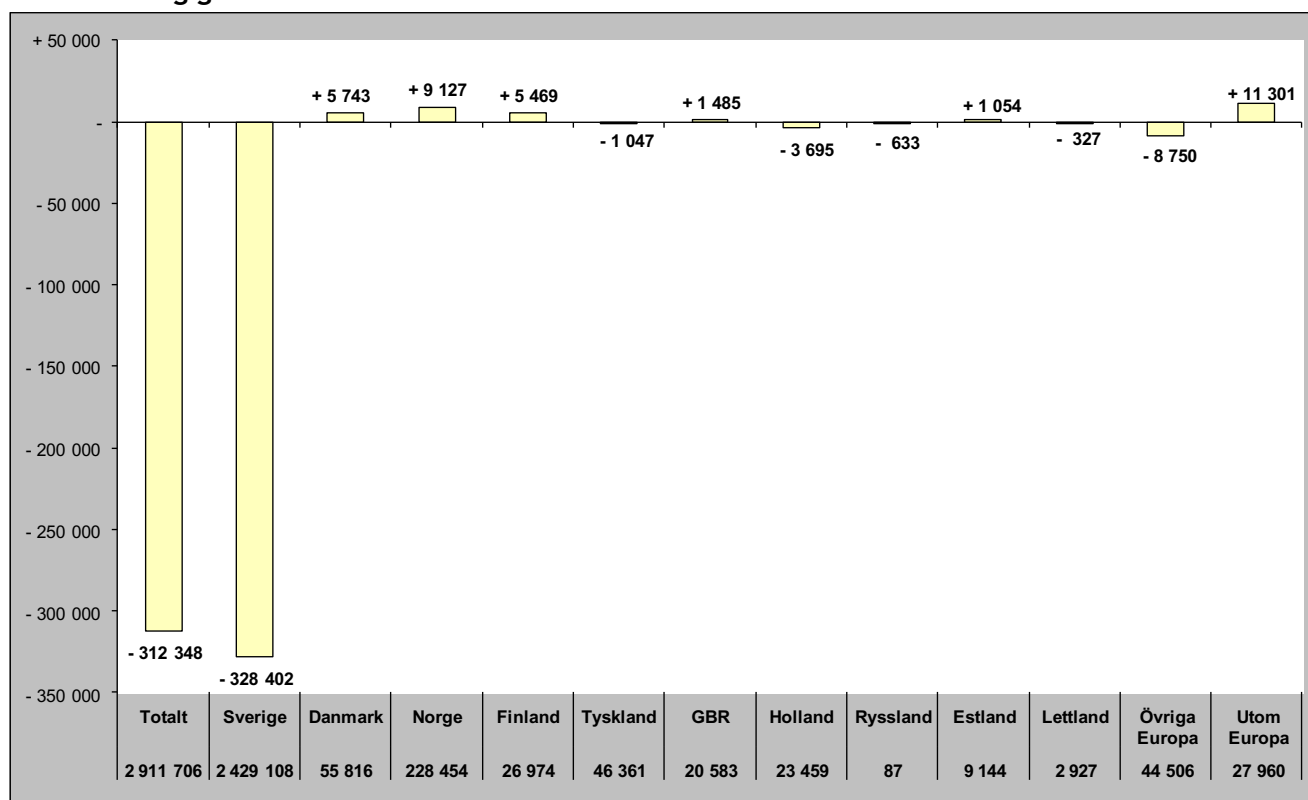 + 50 000
-
- 50 000
- 100 000
- 150 000
- 200 000
- 250 000
- 300 000
- 350 000
- 312 348
- 328 402
+ 5 743
+ 9 127
+ 5 469
- 1 047
+ 1 485
- 3 695
- 633
+ 1 054
- 327
- 8 750
+ 11 301
Totalt Sverige Danmark Norge Finland Tyskland GBR Holland Ryssland Estland Lettland Övriga Utom
Europa Europa
2 911 706 2 429 108 55 816 228 454 26 974 46 361 20 583 23 459 87 9 144 2 927 44 506 27 960